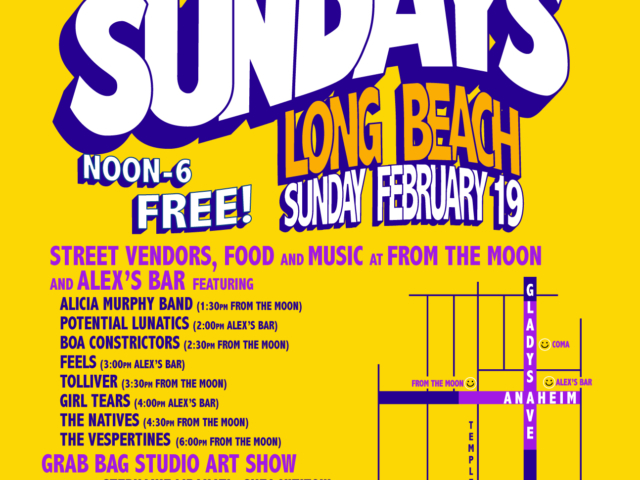 SUNDAYS
LONG BEACH
NOON-6
FREE!
SUNDAY FEBRUARY 19
STREET VENDORS, FOOD AND MUSIC AT FROM THE MOON
AND ALEX'S BAR FEATURING
ALICIA MURPHY BAND (1:30PM FROM THE MOON)
POTENTIAL LUNATICS (2:00PM ALEX'S BAR)
BOA CONSTRICTORS (2:30PM FROM THE MOON)
FEELS (3:00PM ALEX'S BAR)
TOLLIVER (3:30PM FROM THE MOON)
GIRL TEARS (4:00PM ALEX'S BAR)
THE NATIVES (4:30PM FROM THE MOON)
THE VESPERTINES (6:00PM FROM THE MOON)
GRAB BAG STUDIO ART SHOW
GLADYS AVE
COMA
FROM THE MOON
ALEX'S BAR
ANAHEIM
TEMPLE